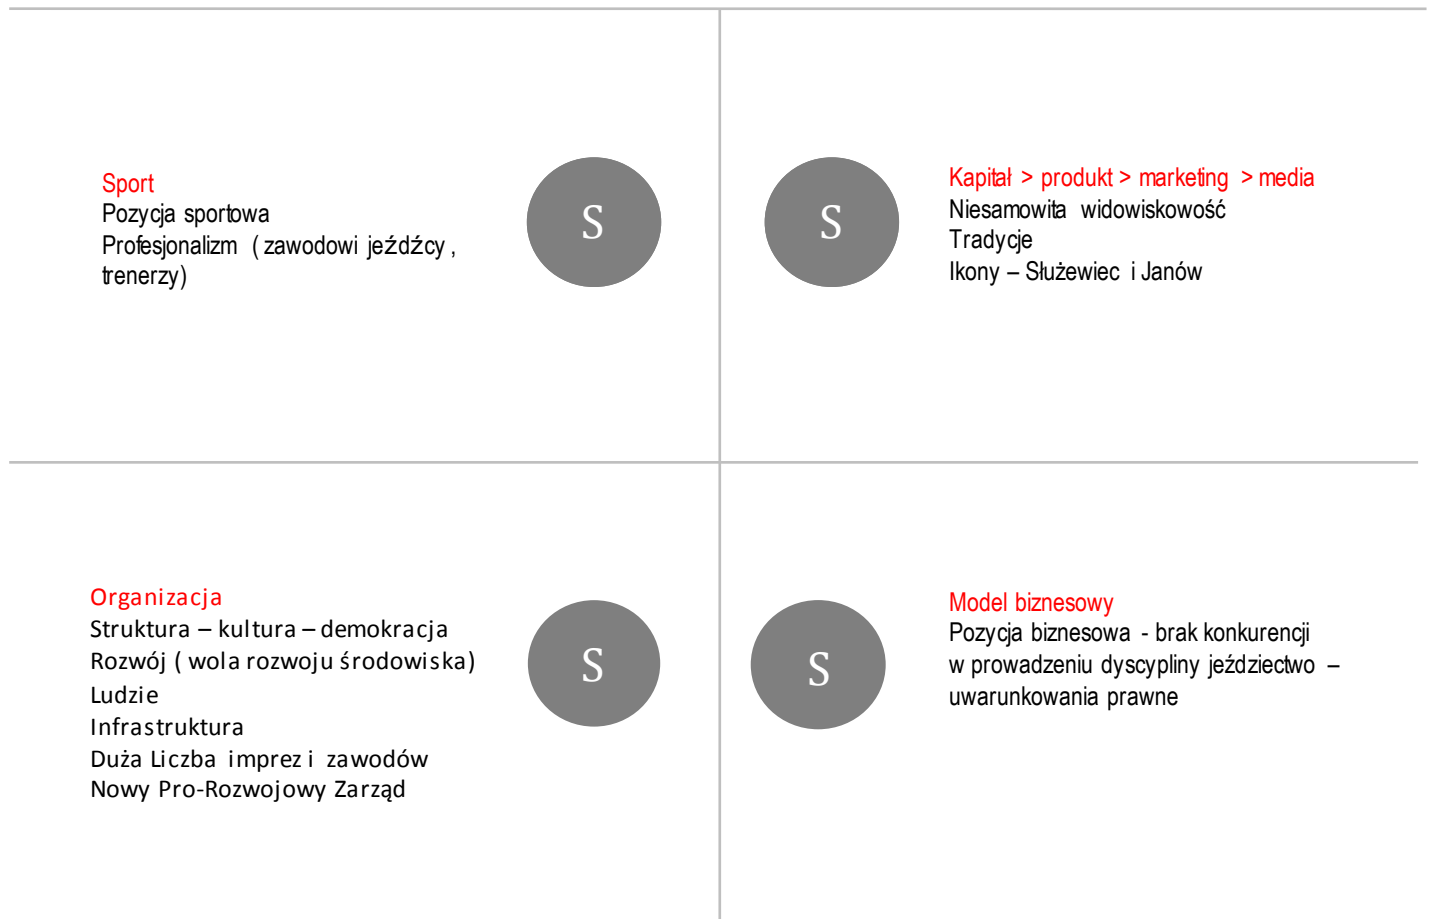 Sport
Pozycja sportowa
Profesjonalizm ( zawodowi jeźdźcy ,
trenerzy)
S
S
Kapitał > produkt > marketing > media
Niesamowita widowiskowość
Tradycje
Ikony – Służewiec i Janów
Organizacja
Struktura – kultura – demokracja
Rozwój ( wola rozwoju środowiska)
Ludzie
Infrastruktura
Duża Liczba imprez i zawodów
Nowy Pro-Rozwojowy Zarząd
S
S
Model biznesowy
Pozycja biznesowa - brak konkurencji
w prowadzeniu dyscypliny jeździectwo –
uwarunkowania prawne